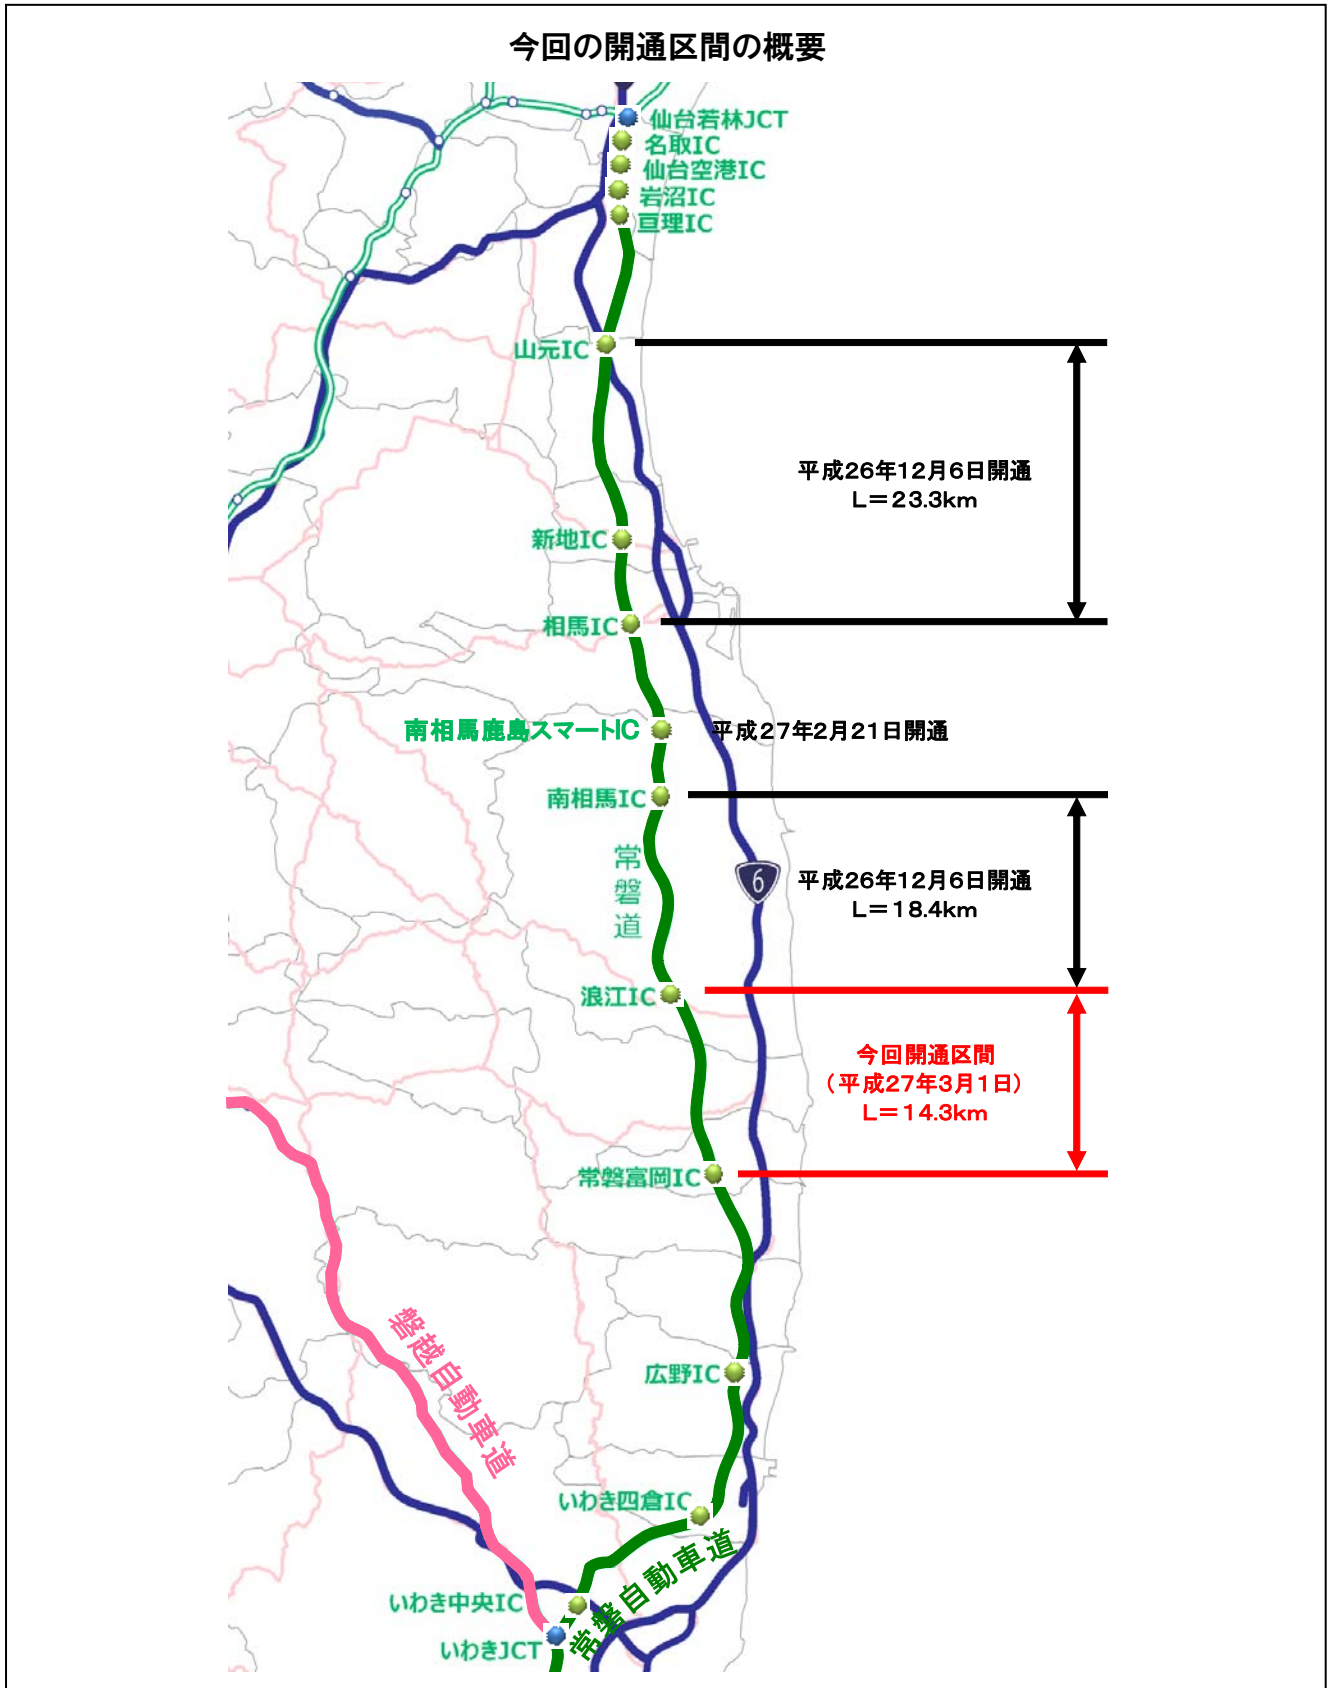 今回の開通区間の概要
仙台若林JCT
名取IC
仙台空港IC
岩沼IC
亘理IC
山元IC
平成26年12月6日開通
L=23.3km
新地IC
相馬IC
南相馬鹿島スマートIC
平成27年2月21日開通
南相馬IC
常磐道
6
平成26年12月6日開通
L=18.4km
浪江IC
今回開通区間
(平成27年3月1日)
L=14.3km
常磐富岡IC
磐越自動車道
広野IC
いわき四倉IC
常磐自動車道
いわき中央IC
いわきJCT